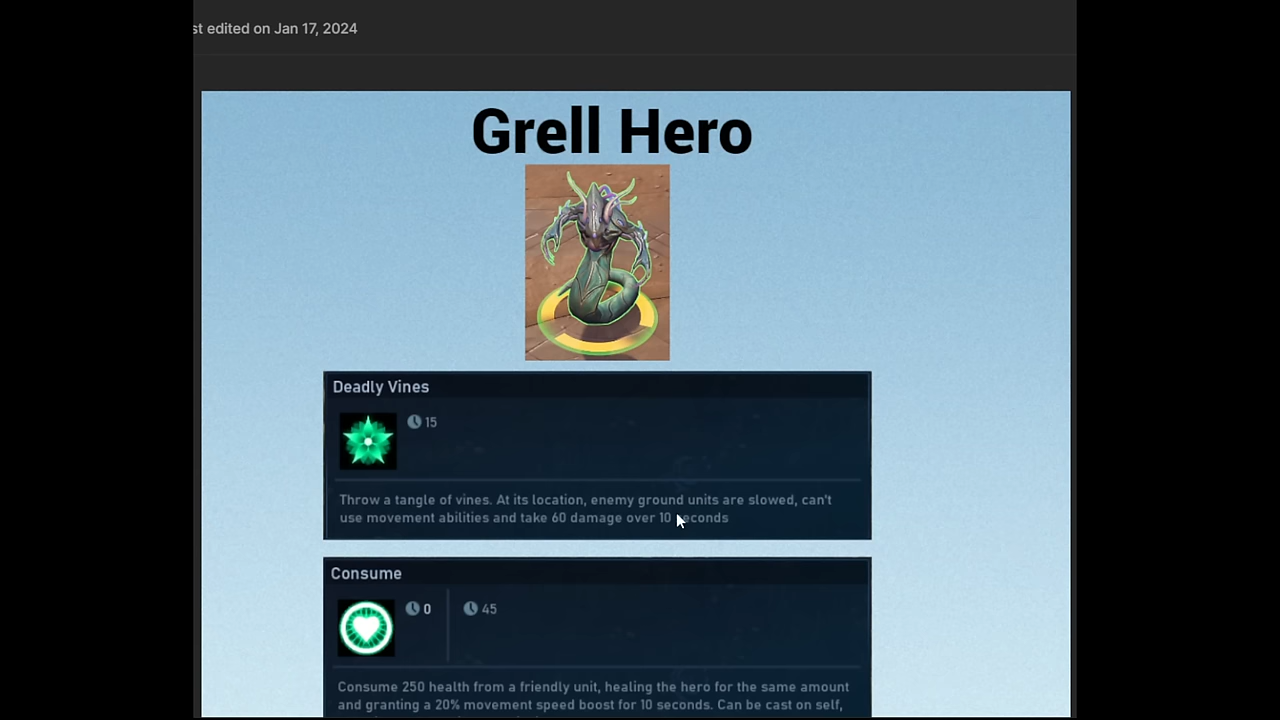 st edited on Jan 17, 2024
Grell Hero
Deadly Vines
15
Throw a tangle of vines. At its location, enemy ground units are slowed, can't
use movement abilities and take 60 damage over 10 seconds
Consume
0 45
Consume 250 health from a friendly unit, healing the hero for the same amount
and granting a 20% movement speed boost for 10 seconds. Can be cast on self,